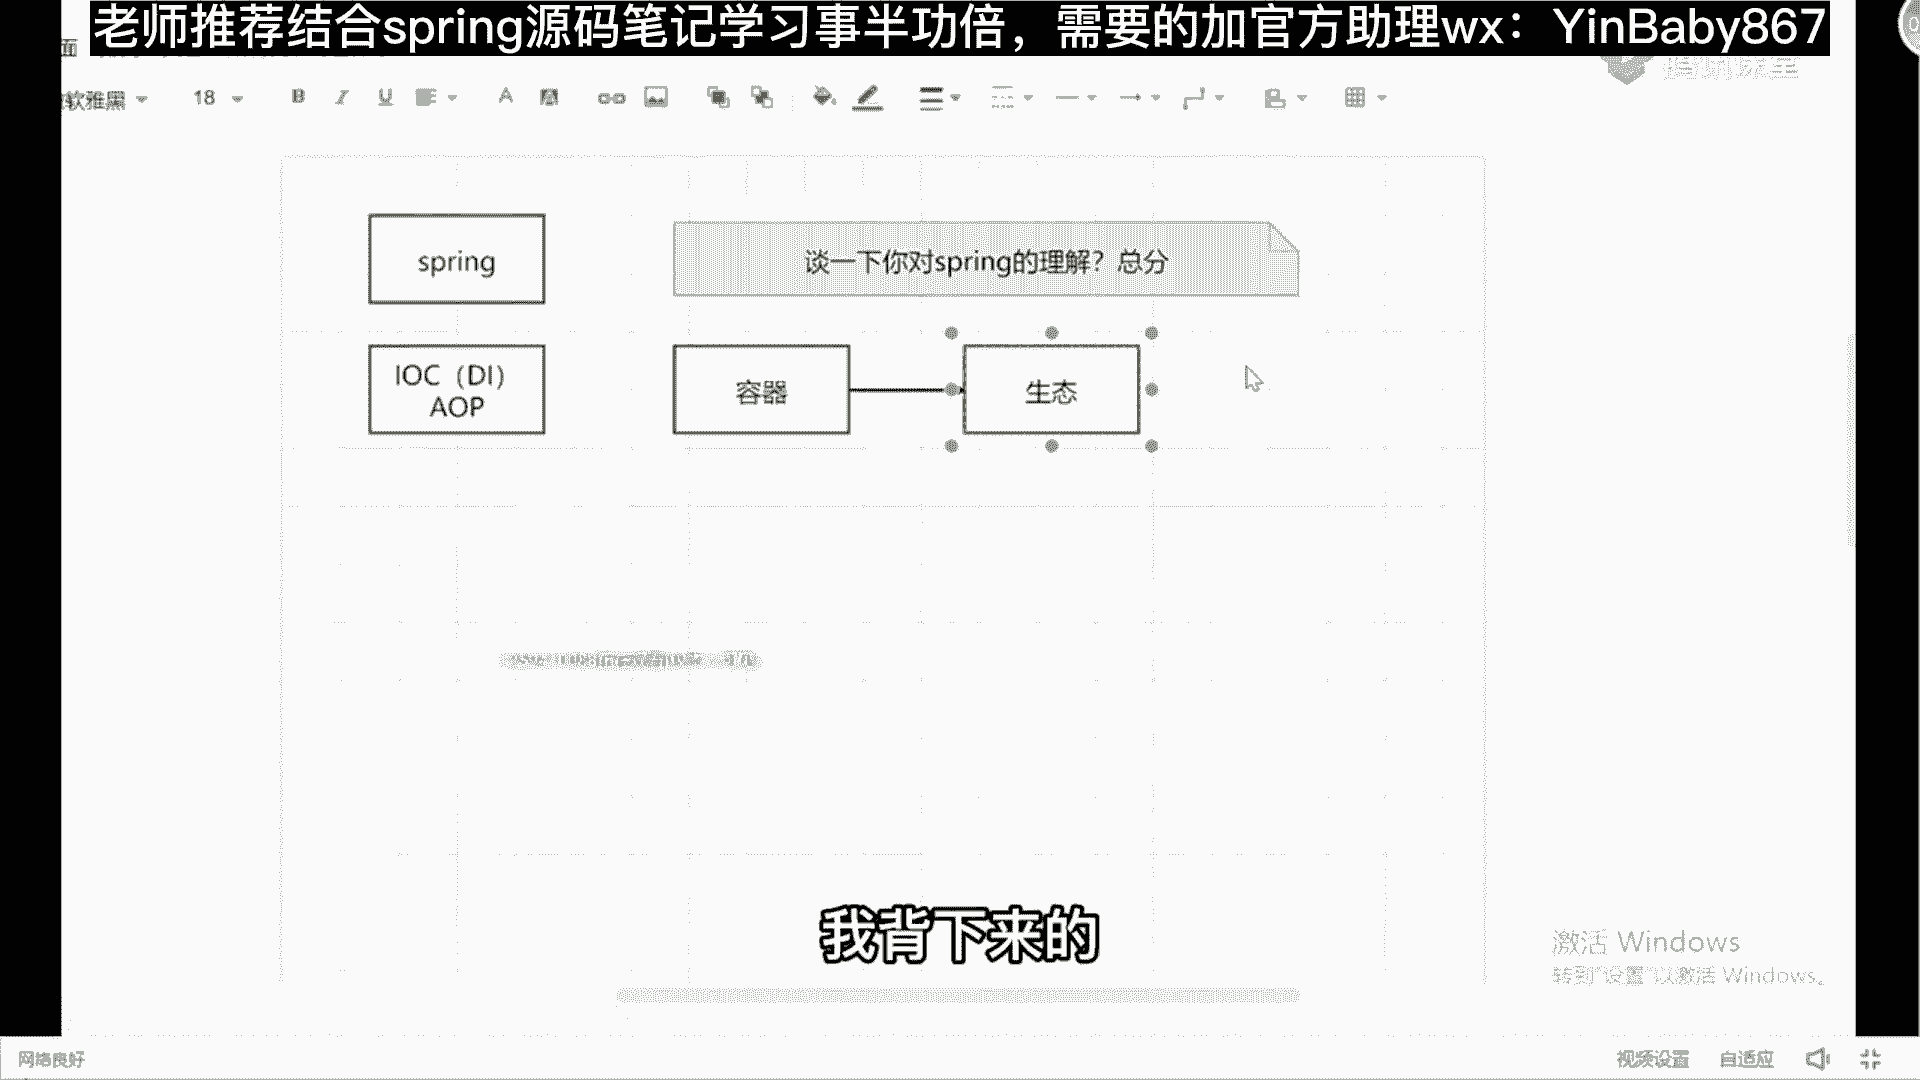 老师推荐结合spring源码笔记学习事半功倍，需要的加官方助理wx：YinBaby867
软雅黑
18
spring
谈一下你对spring的理解？总分
IOC（DI）
AOP
容器
生态
我背下来的
激活 Windows
转到"设置"以激活 Windows。
网络良好
视频设置
自适应